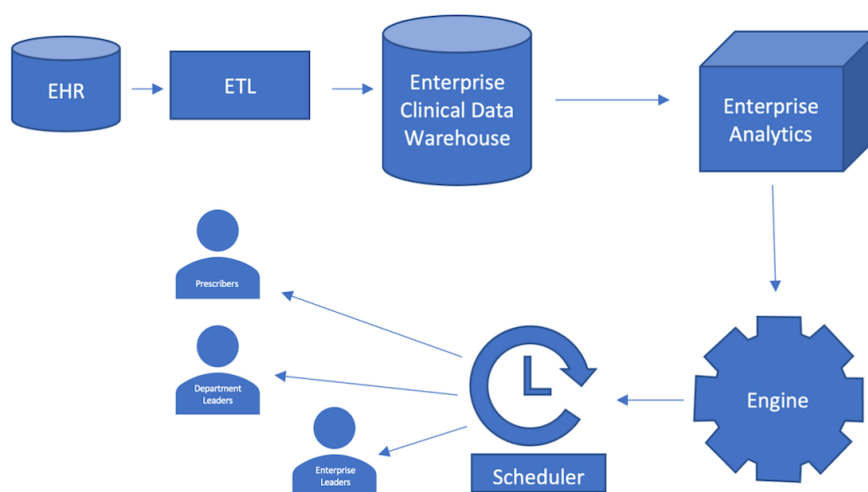 EHR
ETL
Enterprise
Clinical Data
Warehouse
Enterprise
Analytics
Prescribers
Department
Leaders
Enterprise
Leaders
Scheduler
Engine